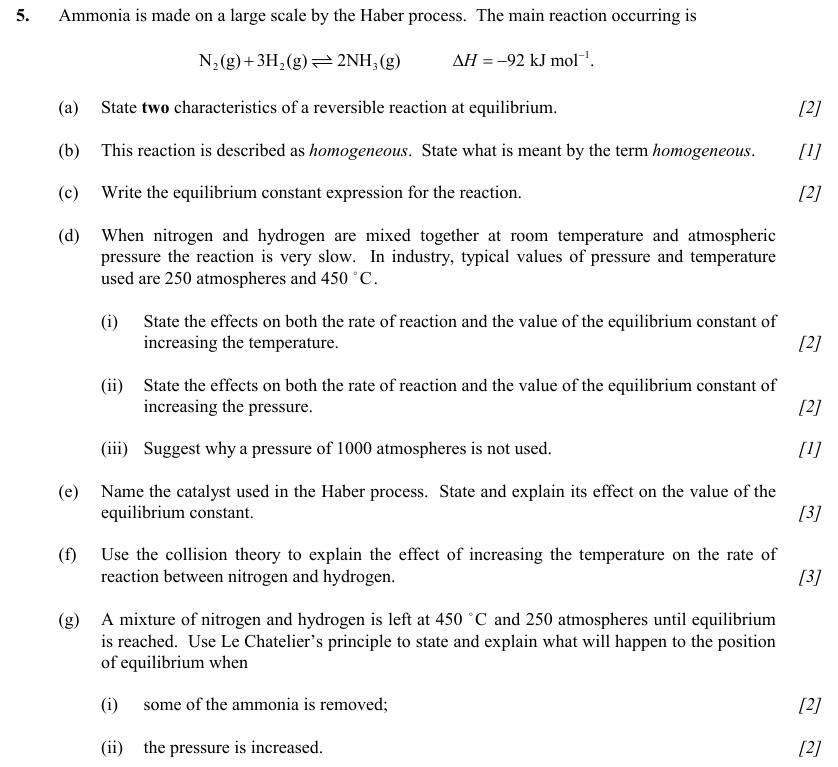 5. Ammonia is made on a large scale by the Haber process. The main reaction occurring is
N₂(g)+3H₂(g)⇌2NH₃(g) ΔH = −92 kJ mol⁻¹.
(a) State two characteristics of a reversible reaction at equilibrium. [2]
(b) This reaction is described as homogeneous. State what is meant by the term homogeneous. [1]
(c) Write the equilibrium constant expression for the reaction. [2]
(d) When nitrogen and hydrogen are mixed together at room temperature and atmospheric
pressure the reaction is very slow. In industry, typical values of pressure and temperature
used are 250 atmospheres and 450 °C.
(i) State the effects on both the rate of reaction and the value of the equilibrium constant of
increasing the temperature. [2]
(ii) State the effects on both the rate of reaction and the value of the equilibrium constant of
increasing the pressure. [2]
(iii) Suggest why a pressure of 1000 atmospheres is not used. [1]
(e) Name the catalyst used in the Haber process. State and explain its effect on the value of the
equilibrium constant. [3]
(f) Use the collision theory to explain the effect of increasing the temperature on the rate of
reaction between nitrogen and hydrogen. [3]
(g) A mixture of nitrogen and hydrogen is left at 450 °C and 250 atmospheres until equilibrium
is reached. Use Le Chatelier's principle to state and explain what will happen to the position
of equilibrium when
(i) some of the ammonia is removed; [2]
(ii) the pressure is increased. [2]